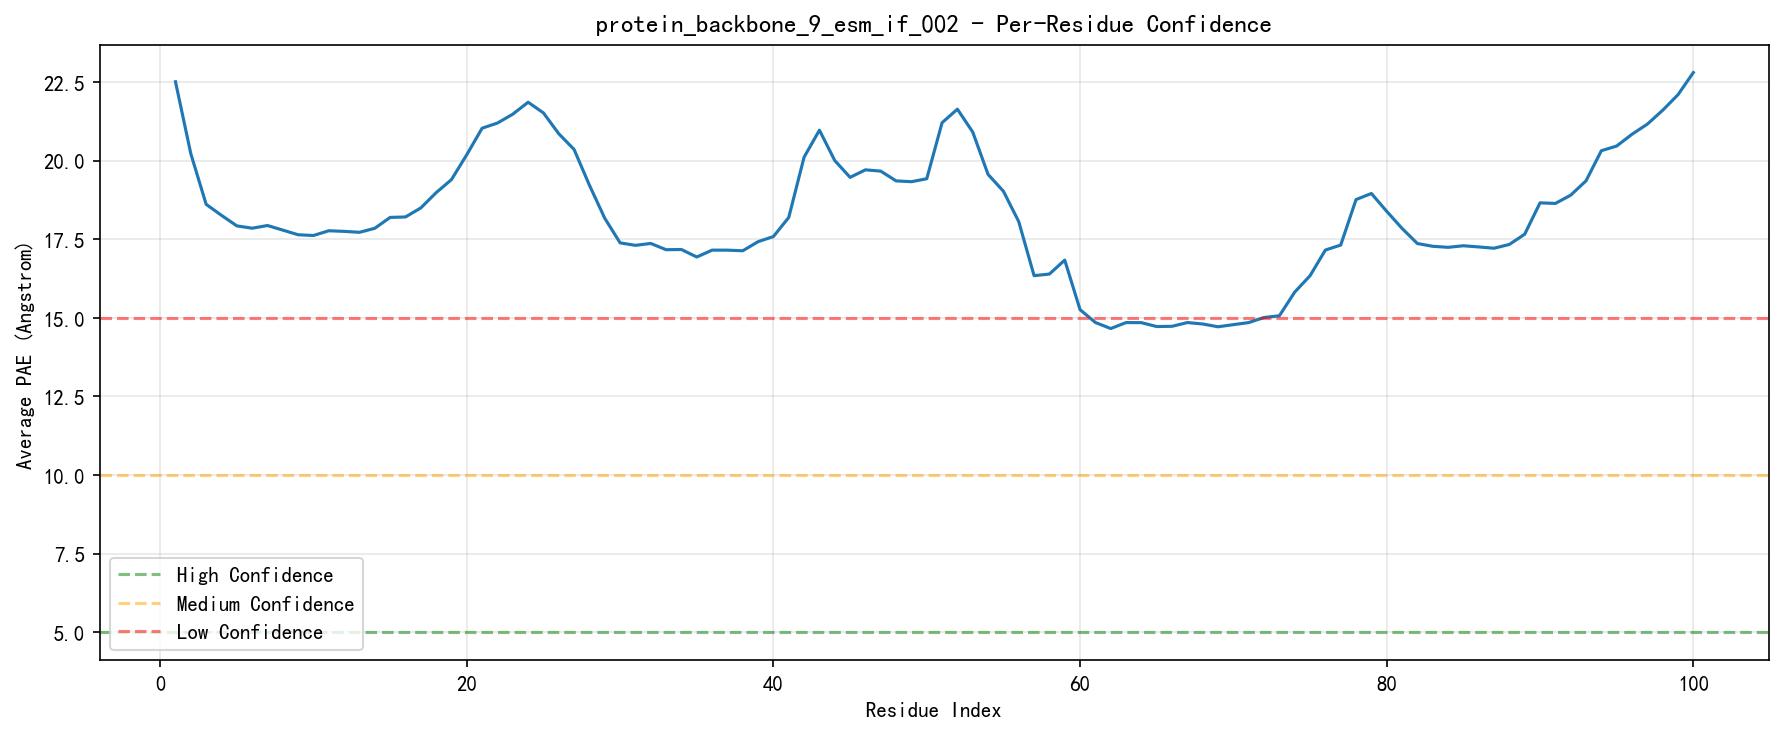 protein_backbone_9_esm_if_002 - Per-Residue Confidence
Average PAE (Angstrom)
22.5
20.0
17.5
15.0
12.5
10.0
7.5
5.0
High Confidence
Medium Confidence
Low Confidence
0 20 40 60 80 100
Residue Index